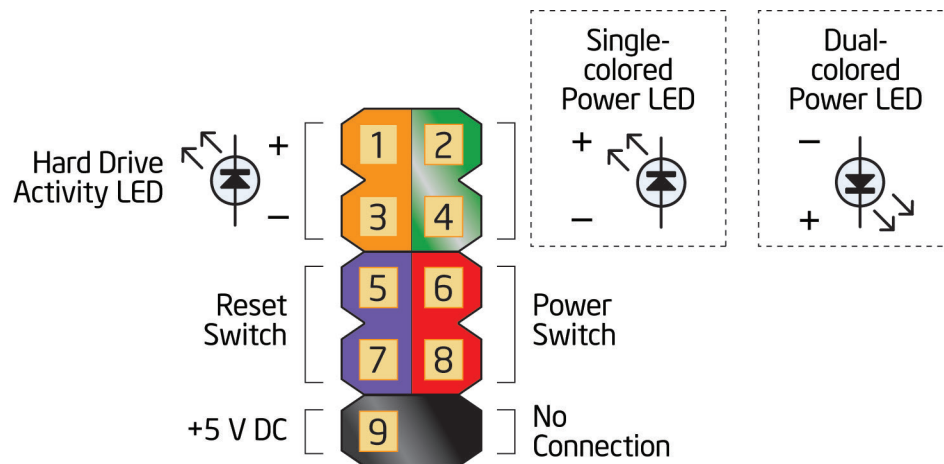 Single-
colored
Power LED
Dual-
colored
Power LED
Hard Drive
Activity LED
+
−
1
2
3
4
+
−
−
+
Reset
Switch
5
6
7
8
Power
Switch
+5 V DC
9
No
Connection